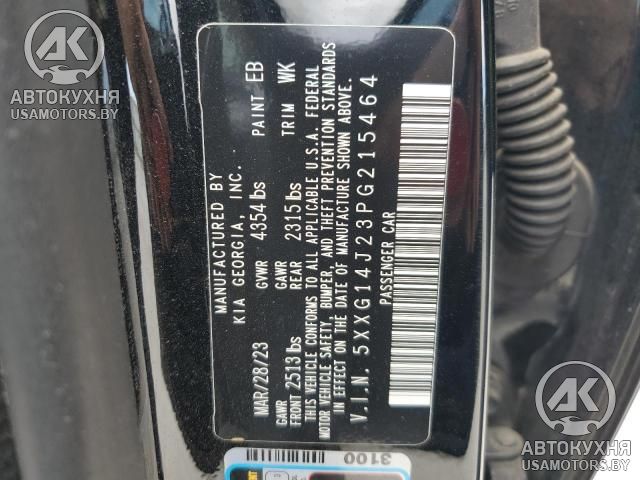 MANUFACTURED BY
KIA GEORGIA, INC.
MAR/28/23 GVWR 4354 lbs PAINT EB
GAWR FRONT 2513 lbs GAWR REAR 2315 lbs TRIM WK
THIS VEHICLE CONFORMS TO ALL APPLICABLE U.S.A. FEDERAL
MOTOR VEHICLE SAFETY, BUMPER, AND THEFT PREVENTION STANDARDS
IN EFFECT ON THE DATE OF MANUFACTURE SHOWN ABOVE.
V.I.N. 5XXG14J23PG215464
PASSENGER CAR
3100
АК
АВТОКУХНЯ
USAMOTORS.BY
АК
АВТОКУХНЯ
USAMOTORS.BY